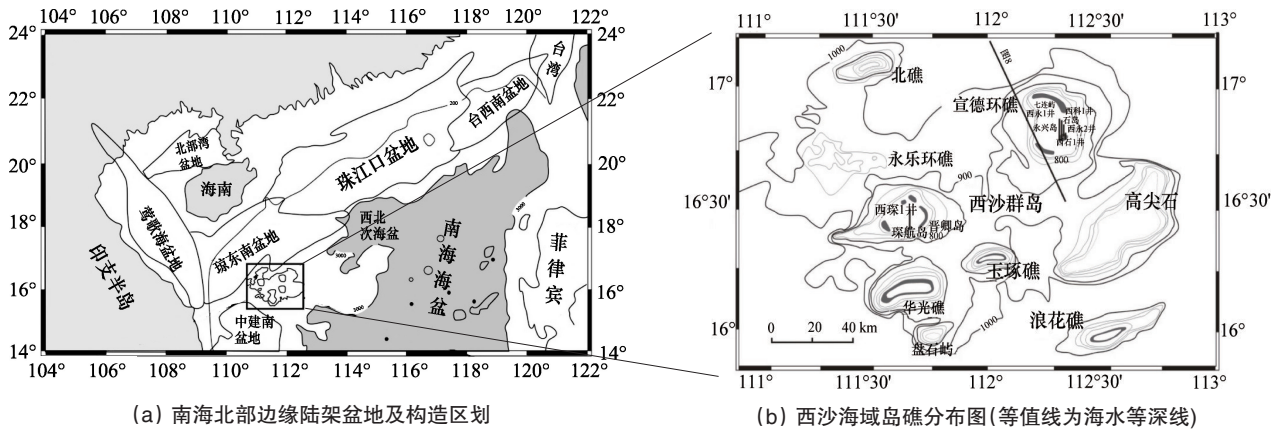 104° 106° 108° 110° 112° 114° 116° 118° 120° 122°
24°
22°
20°
18°
16°
14°
台湾
台西南盆地
200
北部湾
盆地
珠江口盆地
海南
莺歌海盆地
琼东南盆地
西北
次海盆
3000
南海海盆
3000
菲律宾
印支半岛
中建南
盆地
3000
24°
22°
20°
18°
16°
14°
104° 106° 108° 110° 112° 114° 116° 118° 120° 122°
(a) 南海北部边缘陆架盆地及构造区划
111° 111°30′ 112° 112°30′ 113°
17°
16°30′
16°
1000
北礁
图8
宣德环礁
七连屿
西永1井
西科1井
石岛
永兴岛
西永2井
西石1井
800
永乐环礁
900
西沙群岛
高尖石
西琛1井
晋卿岛
琛航岛
800
玉琢礁
华光礁
浪花礁
1000
盘石屿
0 20 40 km
17°
16°30′
16°
111° 111°30′ 112° 112°30′ 113°
(b) 西沙海域岛礁分布图(等值线为海水等深线)